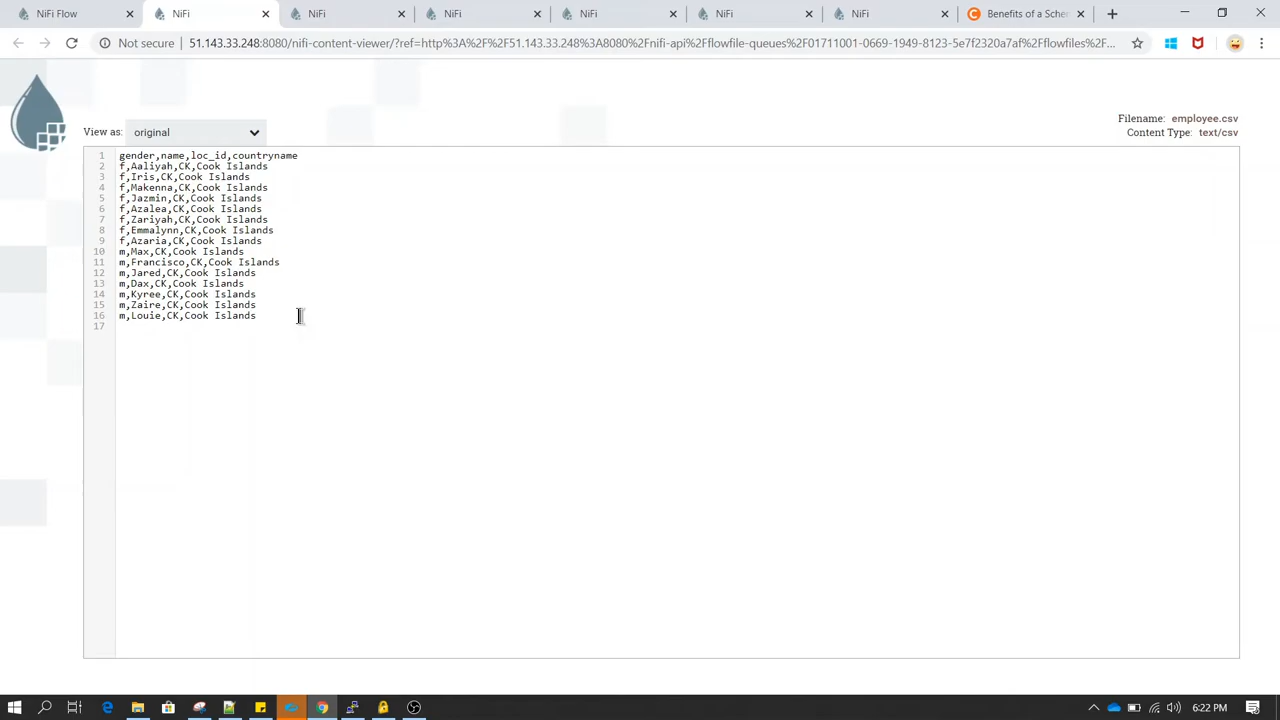 NiFi Flow
NiFi
NiFi
NiFi
NiFi
NiFi
NiFi
Benefits of a Scher
Not secure
51.143.33.248:8080/nifi-content-viewer/?ref=http%3A%2F%2F51.143.33.248%3A8080%2Fnifi-api%2Fflowfile-queues%2F01711001-0669-1949-8123-5e7f2320a7af%2Fflowfiles%2F...
View as:
original
Filename: employee.csv
Content Type: text/csv
1 gender,name,loc_id,countryname
2 f,Aaliyah,CK,Cook Islands
3 f,Iris,CK,Cook Islands
4 f,Makenna,CK,Cook Islands
5 f,Jazmin,CK,Cook Islands
6 f,Azalea,CK,Cook Islands
7 f,Zariyah,CK,Cook Islands
8 f,Emmalynn,CK,Cook Islands
9 f,Azaria,CK,Cook Islands
10 m,Max,CK,Cook Islands
11 m,Francisco,CK,Cook Islands
12 m,Jared,CK,Cook Islands
13 m,Dax,CK,Cook Islands
14 m,Kyree,CK,Cook Islands
15 m,Zaire,CK,Cook Islands
16 m,Louie,CK,Cook Islands
17
6:22 PM